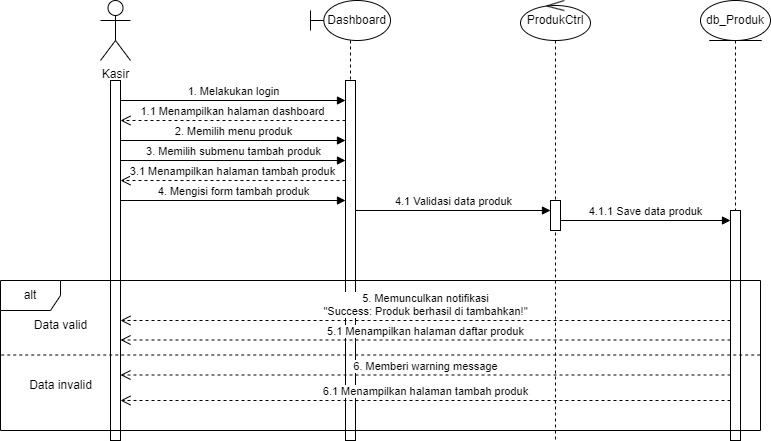 Dashboard
ProdukCtrl
db_Produk
Kasir
1. Melakukan login
1.1 Menampilkan halaman dashboard
2. Memilih menu produk
3. Memilih submenu tambah produk
3.1 Menampilkan halaman tambah produk
4. Mengisi form tambah produk
4.1 Validasi data produk
4.1.1 Save data produk
alt
5. Memunculkan notifikasi
"Success: Produk berhasil di tambahkan!"
Data valid
5.1 Menampilkan halaman daftar produk
6. Memberi warning message
Data invalid
6.1 Menampilkan halaman tambah produk